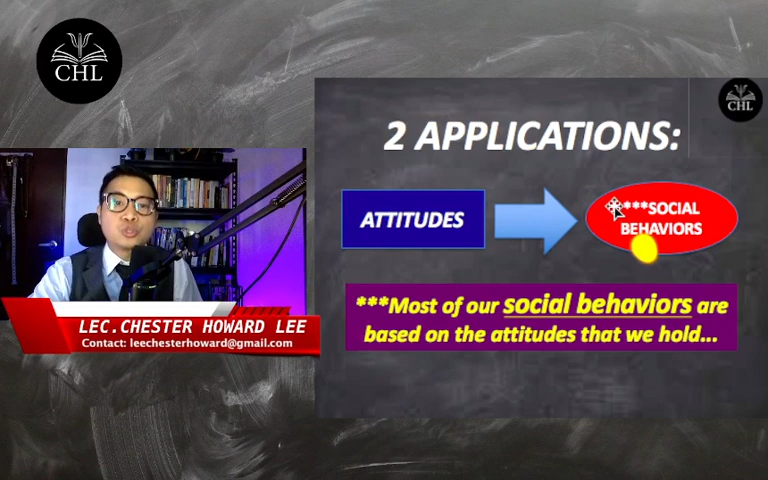 CHL
CHL
2 APPLICATIONS:
ATTITUDES
***SOCIAL
BEHAVIORS
***Most of our social behaviors are
based on the attitudes that we hold...
LEC.CHESTER HOWARD LEE
Contact: leechesterhoward@gmail.com